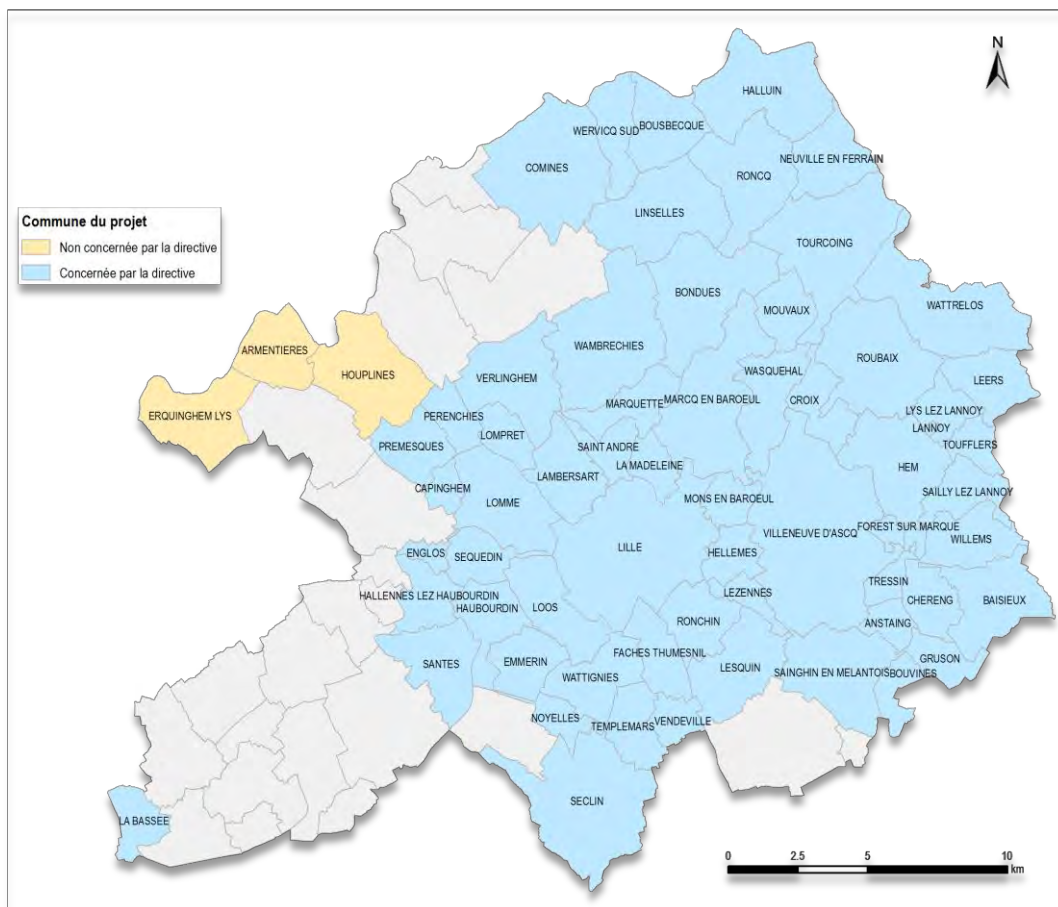 N
HALLUIN
WERVICQ SUD
BOUSBECQUE
NEUVILLE EN FERRAIN
COMINES
RONCQ
LINSELLES
Commune du projet
Non concernée par la directive
Concernée par la directive
TOURCOING
BONDUES
MOUVAUX
WATTRELOS
ARMENTIERES
WAMBRECHIES
HOUPLINES
VERLINGHEM
ROUBAIX
WASQUEHAL
LEERS
ERQUINGHEM LYS
MARQUETTE
MARCQ EN BAROEUL
CROIX
PERENCHIES
LYS LEZ LANNOY
LANNOY
LOMPRET
PREMESQUES
SAINT ANDRE
TOUFFLERS
LA MADELEINE
HEM
LAMBERSART
CAPINGHEM
SAILLY LEZ LANNOY
LOMME
MONS EN BAROEUL
FOREST SUR MARQUE
VILLENEUVE D'ASCQ
WILLEMS
LILLE
ENGLOS
SEQUEDIN
HELLEMES
TRESSIN
LEZENNES
HALLENNES LEZ HAUBOURDIN
CHERENG
BAISIEUX
HAUBOURDIN
LOOS
RONCHIN
ANSTAING
FACHES THUMESNIL
GRUSON
SANTES
EMMERIN
LESQUIN
SAINGHIN EN MELANTOIS
BOUVINES
WATTIGNIES
NOYELLES
VENDEVILLE
TEMPLEMARS
SECLIN
LA BASSEE
0 2.5 5 10
km